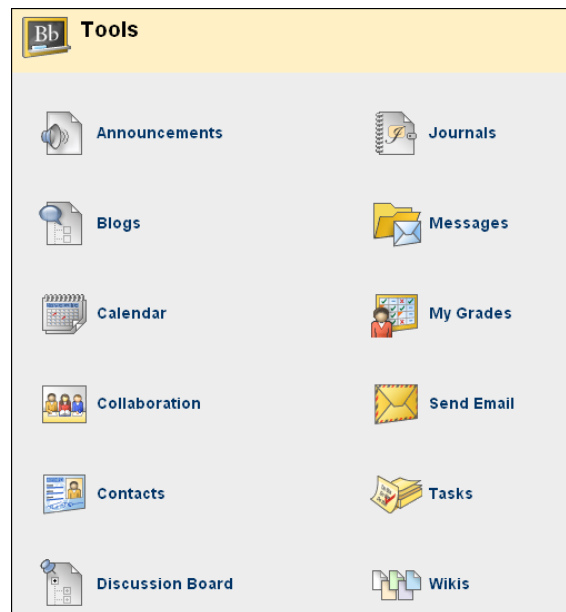 Bb Tools
Announcements
Journals
Blogs
Messages
Calendar
My Grades
Collaboration
Send Email
Contacts
Tasks
Discussion Board
Wikis